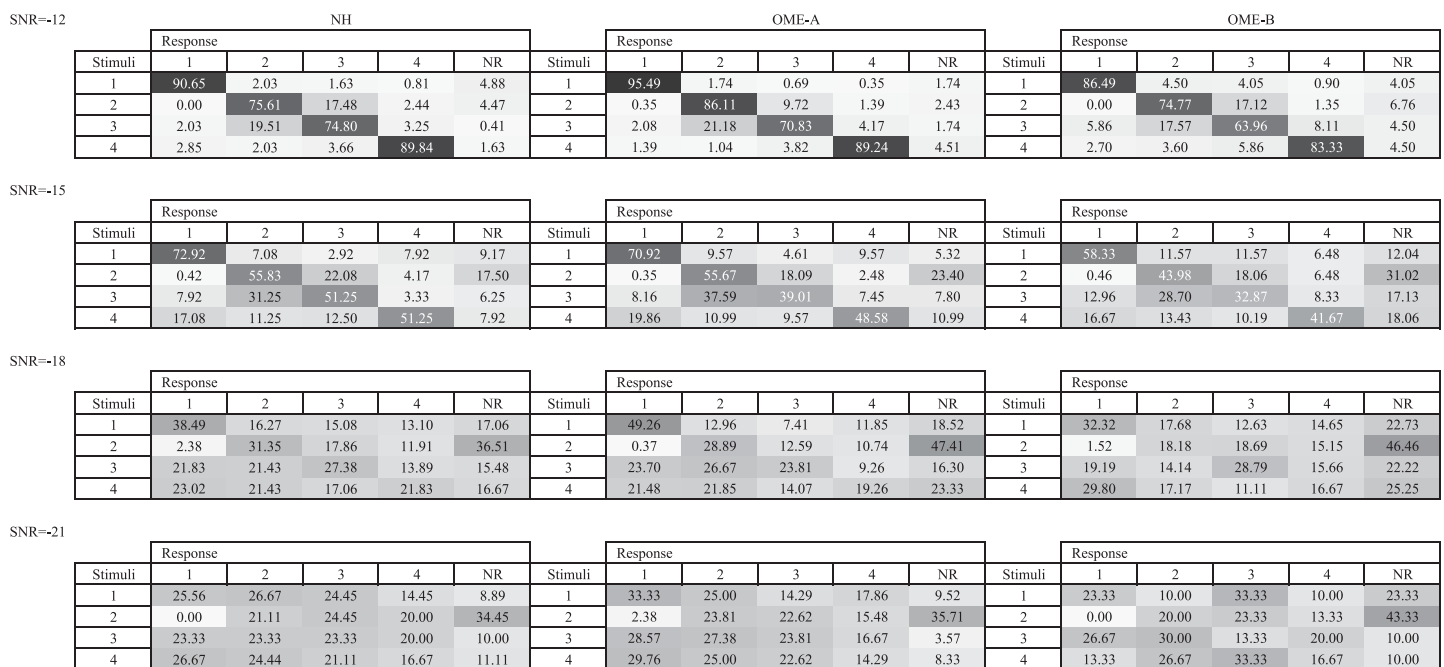 SNR=-12 NH OME-A OME-B
Response Response Response
Stimuli 1 2 3 4 NR Stimuli 1 2 3 4 NR Stimuli 1 2 3 4 NR
1 90.65 2.03 1.63 0.81 4.88 1 95.49 1.74 0.69 0.35 1.74 1 86.49 4.50 4.05 0.90 4.05
2 0.00 75.61 17.48 2.44 4.47 2 0.35 86.11 9.72 1.39 2.43 2 0.00 74.77 17.12 1.35 6.76
3 2.03 19.51 74.80 3.25 0.41 3 2.08 21.18 70.83 4.17 1.74 3 5.86 17.57 63.96 8.11 4.50
4 2.85 2.03 3.66 89.84 1.63 4 1.39 1.04 3.82 89.24 4.51 4 2.70 3.60 5.86 83.33 4.50
SNR=-15
Response Response Response
Stimuli 1 2 3 4 NR Stimuli 1 2 3 4 NR Stimuli 1 2 3 4 NR
1 72.92 7.08 2.92 7.92 9.17 1 70.92 9.57 4.61 9.57 5.32 1 58.33 11.57 11.57 6.48 12.04
2 0.42 55.83 22.08 4.17 17.50 2 0.35 55.67 18.09 2.48 23.40 2 0.46 43.98 18.06 6.48 31.02
3 7.92 31.25 51.25 3.33 6.25 3 8.16 37.59 39.01 7.45 7.80 3 12.96 28.70 32.87 8.33 17.13
4 17.08 11.25 12.50 51.25 7.92 4 19.86 10.99 9.57 48.58 10.99 4 16.67 13.43 10.19 41.67 18.06
SNR=-18
Response Response Response
Stimuli 1 2 3 4 NR Stimuli 1 2 3 4 NR Stimuli 1 2 3 4 NR
1 38.49 16.27 15.08 13.10 17.06 1 49.26 12.96 7.41 11.85 18.52 1 32.32 17.68 12.63 14.65 22.73
2 2.38 31.35 17.86 11.91 36.51 2 0.37 28.89 12.59 10.74 47.41 2 1.52 18.18 18.69 15.15 46.46
3 21.83 21.43 27.38 13.89 15.48 3 23.70 26.67 23.81 9.26 16.30 3 19.19 14.14 28.79 15.66 22.22
4 23.02 21.43 17.06 21.83 16.67 4 21.48 21.85 14.07 19.26 23.33 4 29.80 17.17 11.11 16.67 25.25
SNR=-21
Response Response Response
Stimuli 1 2 3 4 NR Stimuli 1 2 3 4 NR Stimuli 1 2 3 4 NR
1 25.56 26.67 24.45 14.45 8.89 1 33.33 25.00 14.29 17.86 9.52 1 23.33 10.00 33.33 10.00 23.33
2 0.00 21.11 24.45 20.00 34.45 2 2.38 23.81 22.62 15.48 35.71 2 0.00 20.00 23.33 13.33 43.33
3 23.33 23.33 23.33 20.00 10.00 3 28.57 27.38 23.81 16.67 3.57 3 26.67 30.00 13.33 20.00 10.00
4 26.67 24.44 21.11 16.67 11.11 4 29.76 25.00 22.62 14.29 8.33 4 13.33 26.67 33.33 16.67 10.00